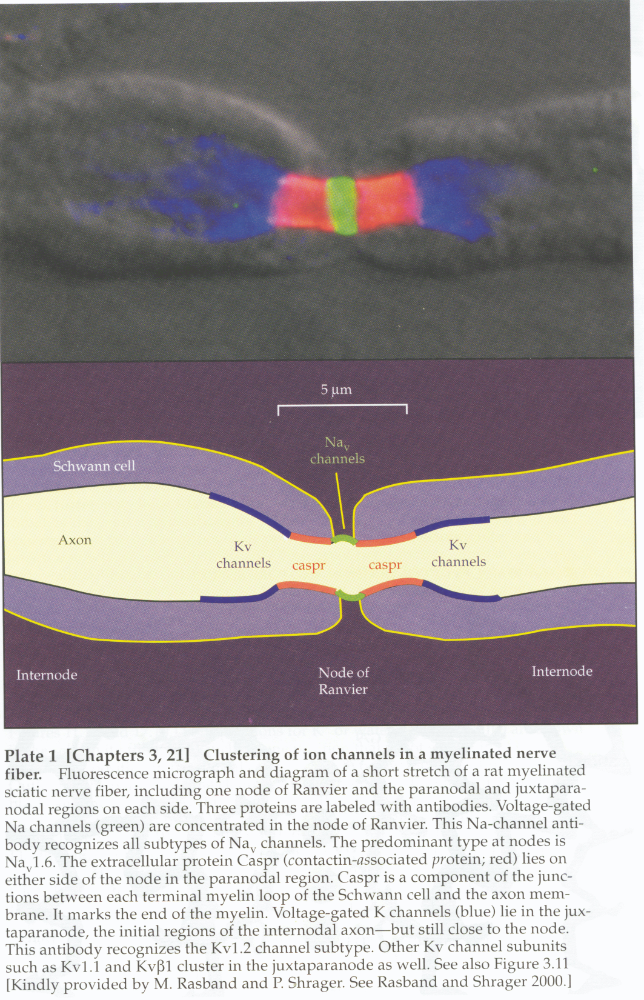 5 μm
Nav
channels
Schwann cell
Axon
Kv
channels
caspr
caspr
Kv
channels
Internode
Node of
Ranvier
Internode
Plate 1 [Chapters 3, 21] Clustering of ion channels in a myelinated nerve
fiber. Fluorescence micrograph and diagram of a short stretch of a rat myelinated
sciatic nerve fiber, including one node of Ranvier and the paranodal and juxtapara-
nodal regions on each side. Three proteins are labeled with antibodies. Voltage-gated
Na channels (green) are concentrated in the node of Ranvier. This Na-channel anti-
body recognizes all subtypes of Nav channels. The predominant type at nodes is
Nav1.6. The extracellular protein Caspr (contactin-associated protein; red) lies on
either side of the node in the paranodal region. Caspr is a component of the junc-
tions between each terminal myelin loop of the Schwann cell and the axon mem-
brane. It marks the end of the myelin. Voltage-gated K channels (blue) lie in the jux-
taparanode, the initial regions of the internodal axon—but still close to the node.
This antibody recognizes the Kv1.2 channel subtype. Other Kv channel subunits
such as Kv1.1 and Kvβ1 cluster in the juxtaparanode as well. See also Figure 3.11
[Kindly provided by M. Rasband and P. Shrager. See Rasband and Shrager 2000.]